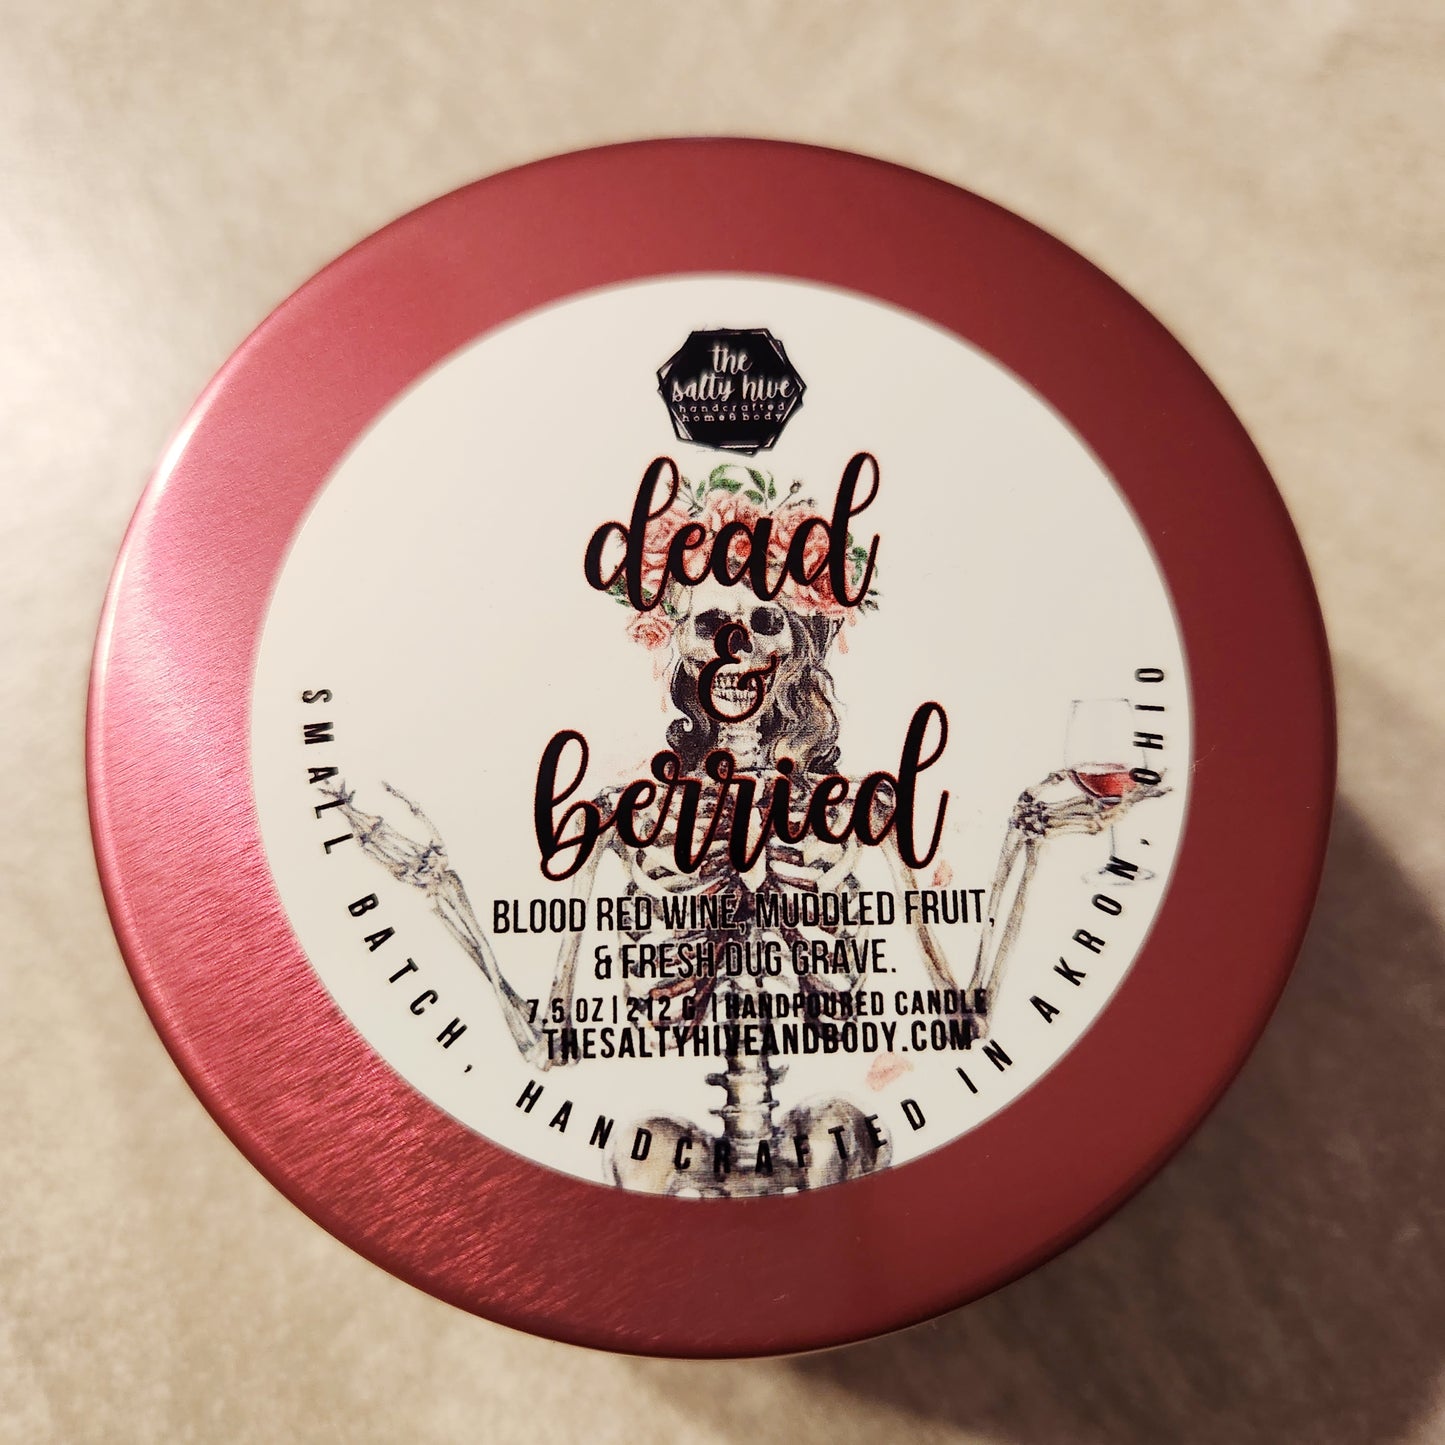 the
salty hive
handcrafted
home&body
dead
&
berried
BLOOD RED WINE, MUDDLED FRUIT,
& FRESH DUG GRAVE.
7.5 OZ | 212 G | HANDPOURED CANDLE
THESALTYHIVEANDBODY.COM
SMALL BATCH, HANDCRAFTED IN AKRON, OHIO